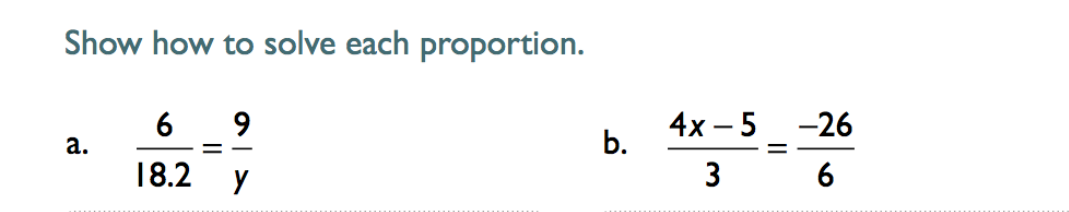 Show how to solve each proportion.
a. 6/18.2 = 9/y
b. 4x – 5/3 = –26/6